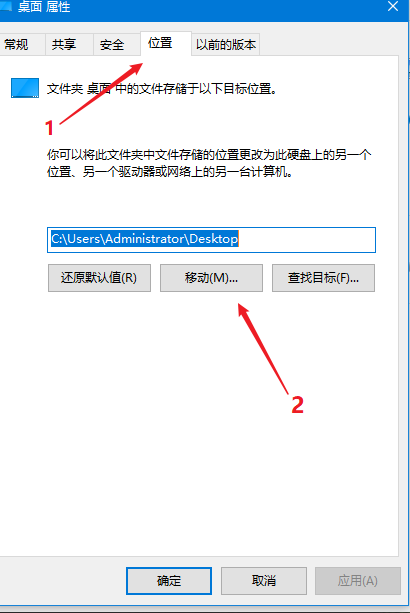 桌面 属性
常规 共享 安全 位置 以前的版本
文件夹 桌面 中的文件存储于以下目标位置。
1
你可以将此文件夹中文件存储的位置更改为此硬盘上的另一个
位置、另一个驱动器或网络上的另一台计算机。
C:\Users\Administrator\Desktop
还原默认值(R) 移动(M)... 查找目标(F)...
2
确定 取消 应用(A)